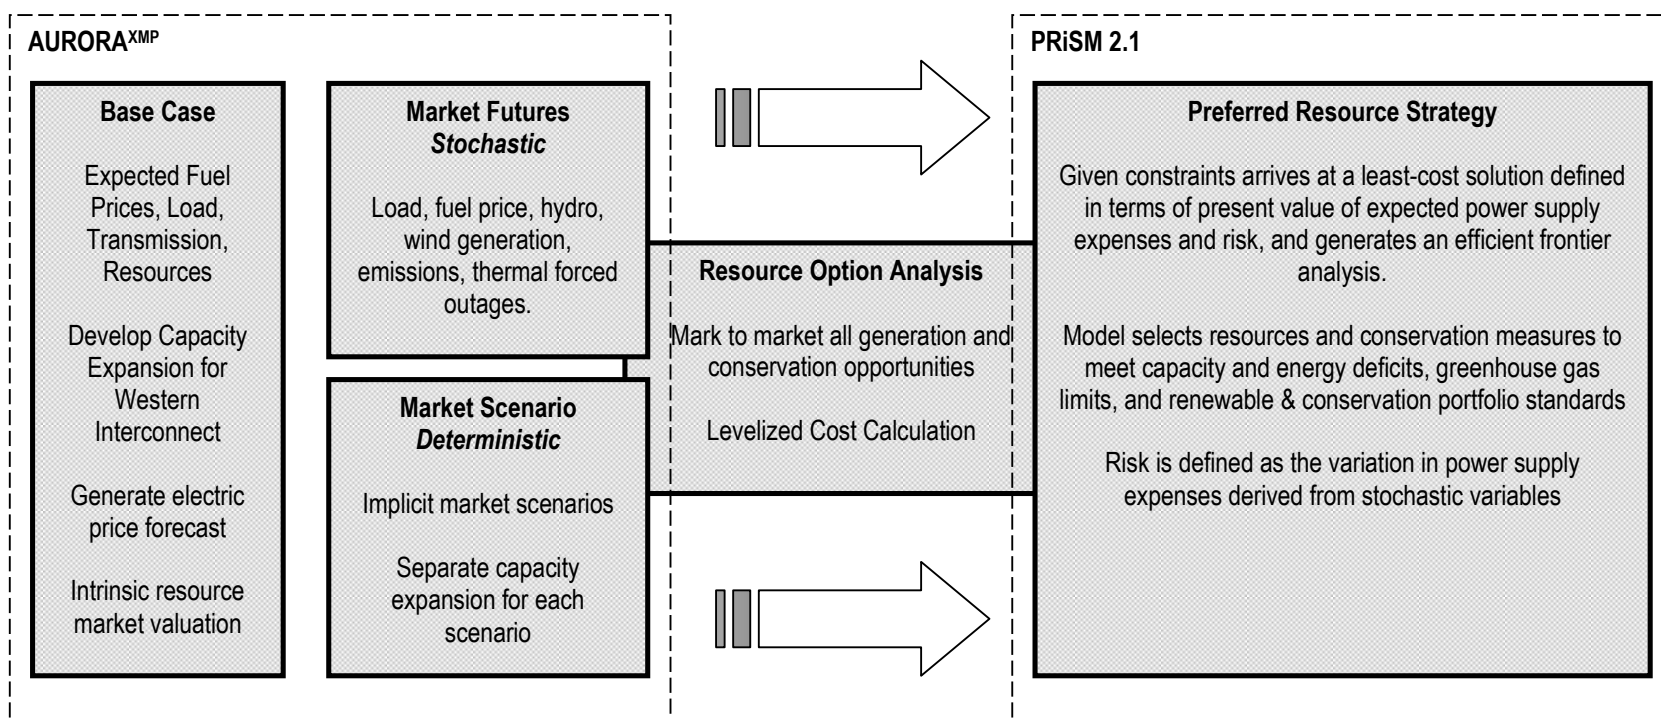 AURORAXMP
Base Case
Expected Fuel
Prices, Load,
Transmission,
Resources
Develop Capacity
Expansion for
Western
Interconnect
Generate electric
price forecast
Intrinsic resource
market valuation
Market Futures
Stochastic
Load, fuel price, hydro,
wind generation,
emissions, thermal forced
outages.
Market Scenario
Deterministic
Implicit market scenarios
Separate capacity
expansion for each
scenario
Resource Option Analysis
Mark to market all generation and
conservation opportunities
Levelized Cost Calculation
PRiSM 2.1
Preferred Resource Strategy
Given constraints arrives at a least-cost solution defined
in terms of present value of expected power supply
expenses and risk, and generates an efficient frontier
analysis.
Model selects resources and conservation measures to
meet capacity and energy deficits, greenhouse gas
limits, and renewable & conservation portfolio standards
Risk is defined as the variation in power supply
expenses derived from stochastic variables